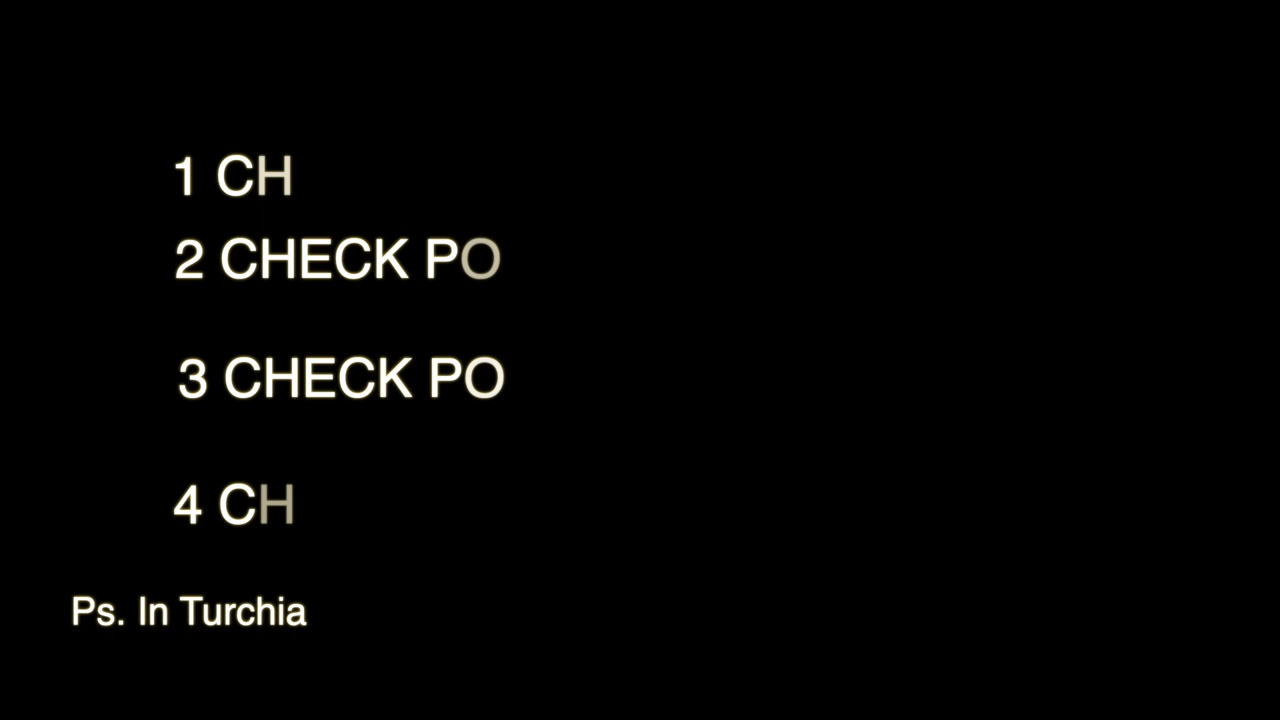 1 CH
2 CHECK PO
3 CHECK PO
4 CH
Ps. In Turchia